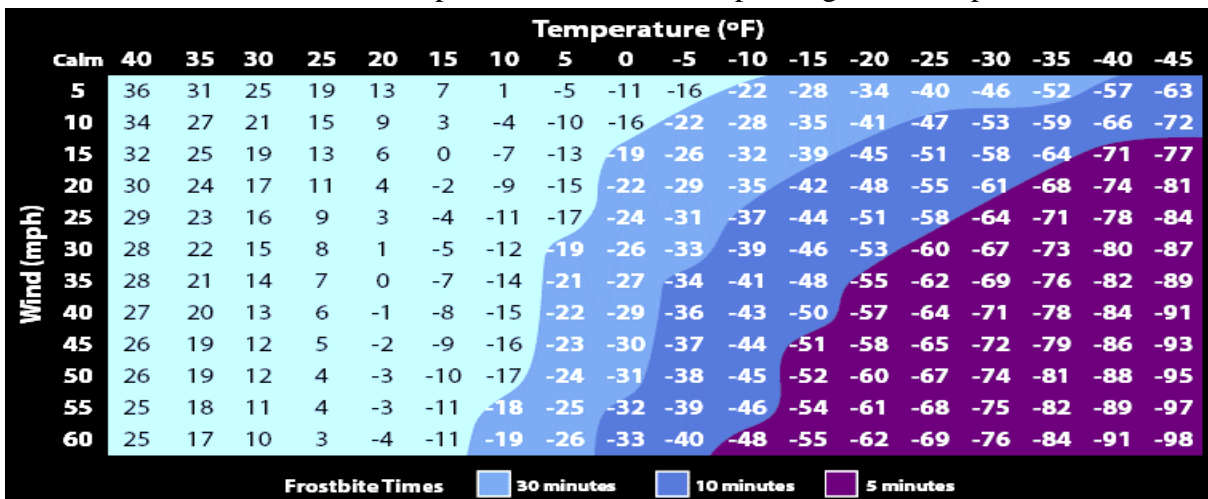 Temperature (ºF)
Calm 40 35 30 25 20 15 10 5 0 -5 -10 -15 -20 -25 -30 -35 -40 -45
5 36 31 25 19 13 7 1 -5 -11 -16 -22 -28 -34 -40 -46 -52 -57 -63
10 34 27 21 15 9 3 -4 -10 -16 -22 -28 -35 -41 -47 -53 -59 -66 -72
15 32 25 19 13 6 0 -7 -13 -19 -26 -32 -39 -45 -51 -58 -64 -71 -77
20 30 24 17 11 4 -2 -9 -15 -22 -29 -35 -42 -48 -55 -61 -68 -74 -81
25 29 23 16 9 3 -4 -11 -17 -24 -31 -37 -44 -51 -58 -64 -71 -78 -84
30 28 22 15 8 1 -5 -12 -19 -26 -33 -39 -46 -53 -60 -67 -73 -80 -87
35 28 21 14 7 0 -7 -14 -21 -27 -34 -41 -48 -55 -62 -69 -76 -82 -89
40 27 20 13 6 -1 -8 -15 -22 -29 -36 -43 -50 -57 -64 -71 -78 -84 -91
45 26 19 12 5 -2 -9 -16 -23 -30 -37 -44 -51 -58 -65 -72 -79 -86 -93
50 26 19 12 4 -3 -10 -17 -24 -31 -38 -45 -52 -60 -67 -74 -81 -88 -95
55 25 18 11 4 -3 -11 -18 -25 -32 -39 -46 -54 -61 -68 -75 -82 -89 -97
60 25 17 10 3 -4 -11 -19 -26 -33 -40 -48 -55 -62 -69 -76 -84 -91 -98
Wind (mph)
Frostbite Times 30 minutes 10 minutes 5 minutes